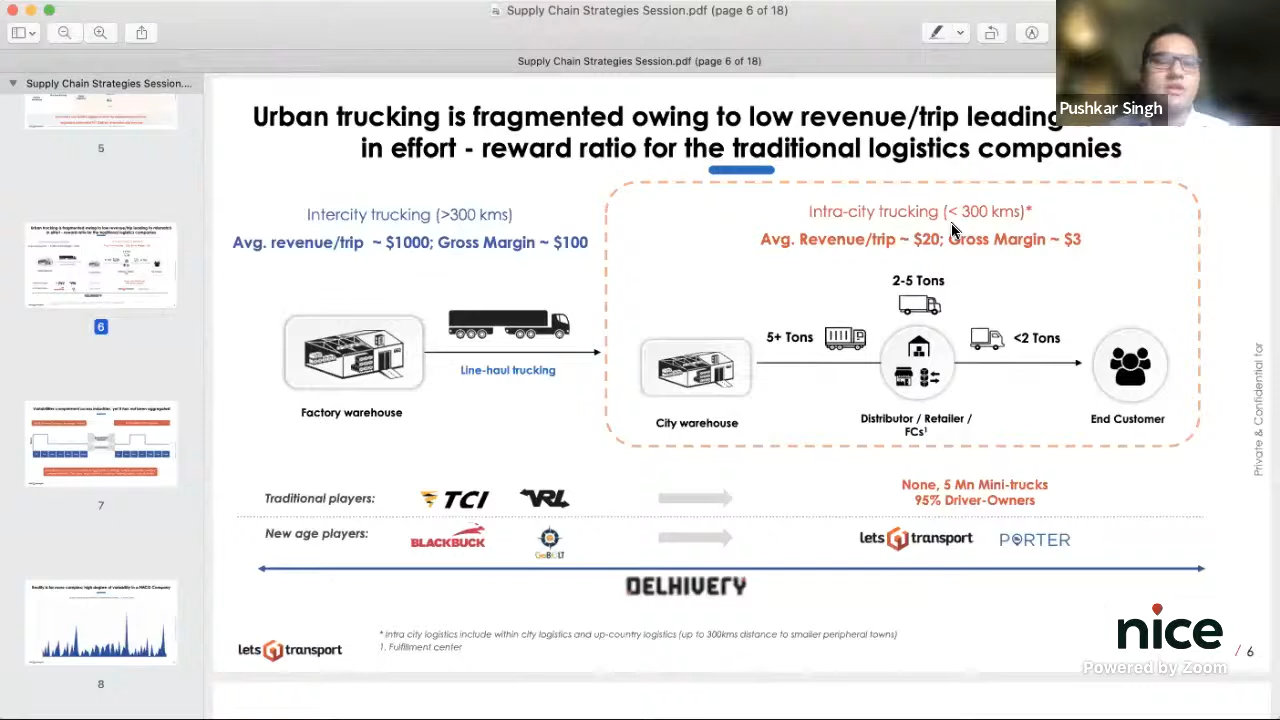 Supply Chain Strategies Session.pdf (page 6 of 18)
Supply Chain Strategies Session.pdf (page 6 of 18)
Supply Chain Strategies Session....
Pushkar Singh
5
6
7
8
Urban trucking is fragmented owing to low revenue/trip leading
in effort - reward ratio for the traditional logistics companies
Intercity trucking (>300 kms)
Avg. revenue/trip ~ $1000; Gross Margin ~ $100
Intra-city trucking (< 300 kms)*
Avg. Revenue/trip ~ $20; Gross Margin ~ $3
2-5 Tons
5+ Tons
<2 Tons
Line-haul trucking
Factory warehouse
City warehouse
Distributor / Retailer /
FCs¹
End Customer
Traditional players:
TCI
VRL
None, 5 Mn Mini-trucks
95% Driver-Owners
New age players:
BLACKBUCK
GoBOLT
lets transport
PORTER
DELHIVERY
* Intra city logistics include within city logistics and up-country logistics (up to 300kms distance to smaller peripheral towns)
1. Fulfillment center
lets transport
Private & Confidential for
nice
/ 6
Powered by Zoom